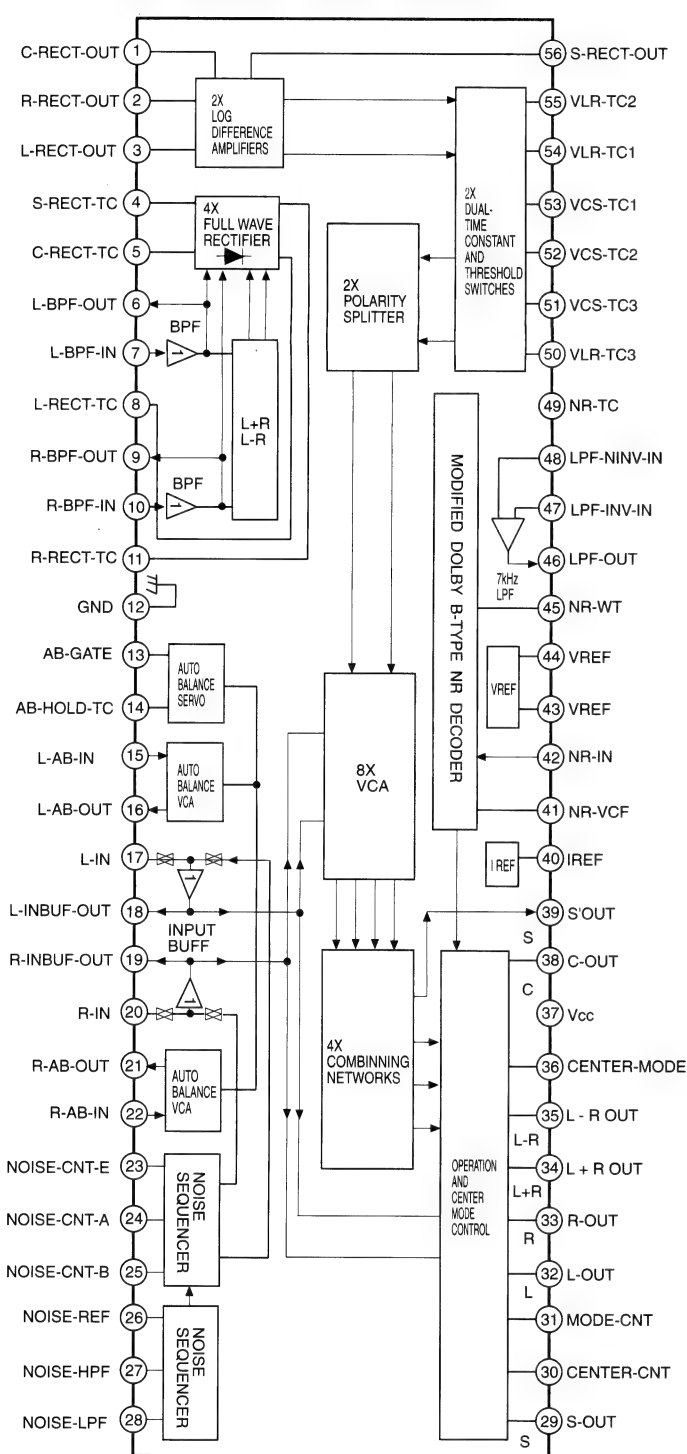 C-RECT-OUT 1
R-RECT-OUT 2
L-RECT-OUT 3
S-RECT-TC 4
C-RECT-TC 5
L-BPF-OUT 6
L-BPF-IN 7
L-RECT-TC 8
R-BPF-OUT 9
R-BPF-IN 10
R-RECT-TC 11
GND 12
AB-GATE 13
AB-HOLD-TC 14
L-AB-IN 15
L-AB-OUT 16
L-IN 17
L-INBUF-OUT 18
R-INBUF-OUT 19
R-IN 20
R-AB-OUT 21
R-AB-IN 22
NOISE-CNT-E 23
NOISE-CNT-A 24
NOISE-CNT-B 25
NOISE-REF 26
NOISE-HPF 27
NOISE-LPF 28
2X
LOG
DIFFERENCE
AMPLIFIERS
4X
FULL WAVE
RECTIFIER
BPF
1
L+R
L-R
BPF
1
AUTO
BALANCE
SERVO
AUTO
BALANCE
VCA
1
INPUT
BUFF
1
AUTO
BALANCE
VCA
NOISE
SEQUENCER
NOISE
SEQUENCER
2X
POLARITY
SPLITTER
2X
DUAL-
TIME
CONSTANT
AND
THRESHOLD
SWITCHES
MODIFIED DOLBY B-TYPE NR DECODER
8X
VCA
4X
COMBINNING
NETWORKS
OPERATION
AND
CENTER
MODE
CONTROL
7kHz
LPF
VREF
I REF
56 S-RECT-OUT
55 VLR-TC2
54 VLR-TC1
53 VCS-TC1
52 VCS-TC2
51 VCS-TC3
50 VLR-TC3
49 NR-TC
48 LPF-NINV-IN
47 LPF-INV-IN
46 LPF-OUT
45 NR-WT
44 VREF
43 VREF
42 NR-IN
41 NR-VCF
40 IREF
39 S'OUT
S
38 C-OUT
C
37 Vcc
36 CENTER-MODE
35 L - R OUT
L-R
34 L + R OUT
L+R
33 R-OUT
R
32 L-OUT
L
31 MODE-CNT
30 CENTER-CNT
29 S-OUT
S